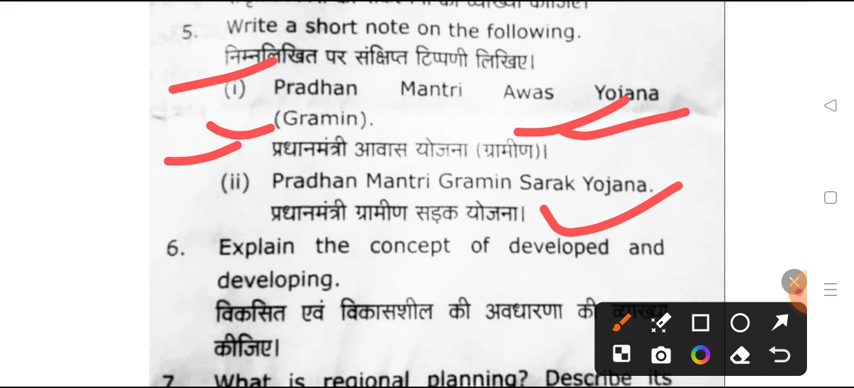 5. Write a short note on the following.
निम्नलिखित पर संक्षिप्त टिप्पणी लिखिए।
(i) Pradhan Mantri Awas Yojana
(Gramin).
प्रधानमंत्री आवास योजना (ग्रामीण)।
(ii) Pradhan Mantri Gramin Sarak Yojana.
प्रधानमंत्री ग्रामीण सड़क योजना।
6. Explain the concept of developed and
developing.
विकसित एवं विकासशील की अवधारणा की व्याख्या
कीजिए।
7. What is regional planning? Describe its